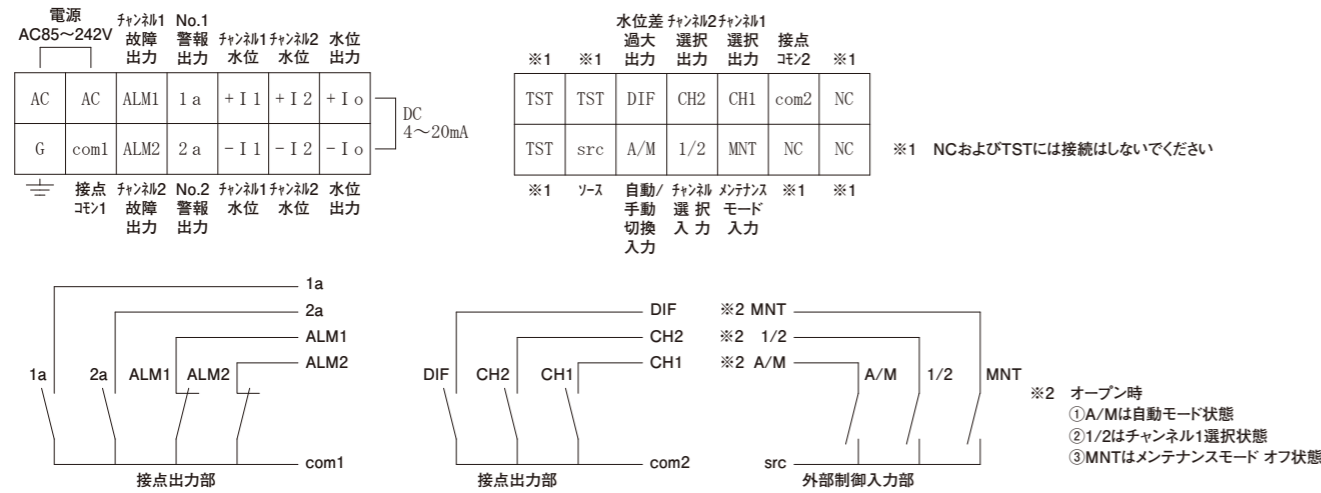 電源
AC85〜242V
チャンネル1
故障
出力
No.1
警報
出力
チャンネル1
水位
チャンネル2
水位
水位
出力
AC AC ALM1 1a +I1 +I2 +Io
G com1 ALM2 2a -I1 -I2 -Io
DC
4〜20mA
接点
コモン1
チャンネル2
故障
出力
No.2
警報
出力
チャンネル1
水位
チャンネル2
水位
水位
出力
※1
※1
水位差
過大
出力
チャンネル2
選択
出力
チャンネル1
選択
出力
接点
コモン2
※1
TST TST DIF CH2 CH1 com2 NC
TST src A/M 1/2 MNT NC NC
※1 NCおよびTSTには接続はしないでください
※1
ソース
自動/
手動
切換
入力
チャンネル
選択
入力
メンテナンス
モード
入力
※1
※1
1a
2a
ALM1
ALM2
1a 2a ALM1 ALM2
com1
接点出力部
DIF
CH2
CH1
DIF CH2 CH1
com2
接点出力部
※2 MNT
※2 1/2
※2 A/M
A/M 1/2 MNT
src
外部制御入力部
※2 オープン時
①A/Mは自動モード状態
②1/2はチャンネル1選択状態
③MNTはメンテナンスモード オフ状態